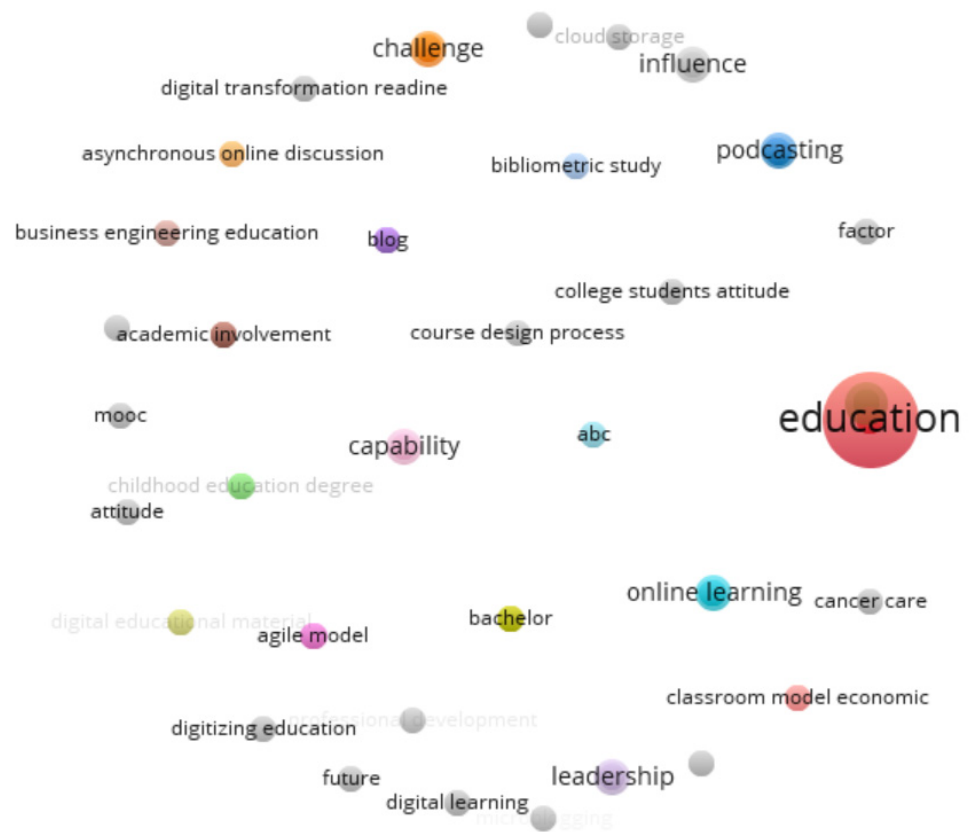 cloud storage
challenge
influence
digital transformation readine
asynchronous online discussion
podcasting
bibliometric study
business engineering education
blog
factor
college students attitude
academic involvement
course design process
mooc
education
abc
capability
childhood education degree
attitude
online learning
cancer care
digital educational material
bachelor
agile model
classroom model economic
professional development
digitizing education
future
leadership
digital learning
microblogging